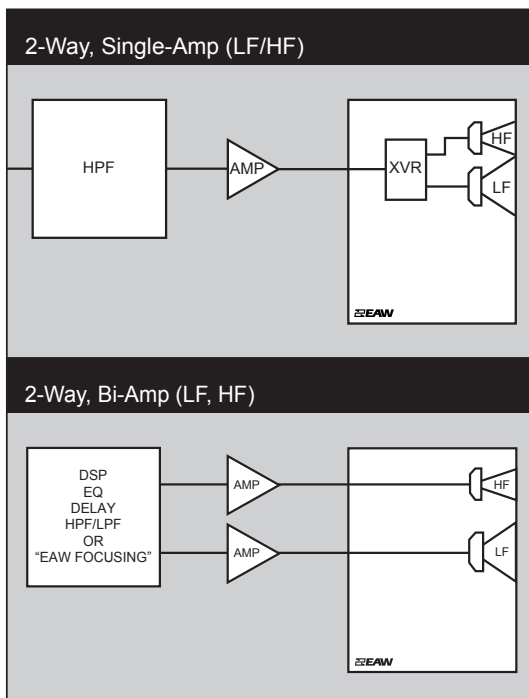 2-Way, Single-Amp (LF/HF)
HPF
AMP
XVR
HF
LF
EAW
2-Way, Bi-Amp (LF, HF)
DSP
EQ
DELAY
HPF/LPF
OR
“EAW FOCUSING”
AMP
HF
AMP
LF
EAW